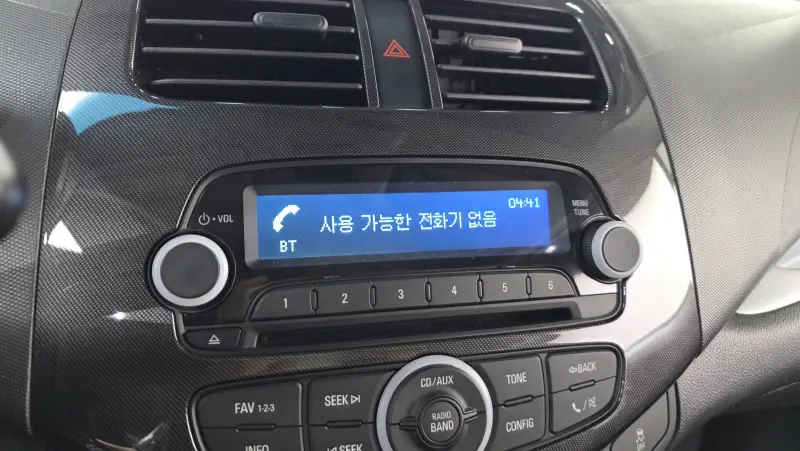 04:41
사용 가능한 전화기 없음
BT
VOL
MENU
TUNE
1 2 3 4 5 6
CD/AUX
TONE
BACK
FAV 1-2-3
SEEK
RADIO
BAND
CONFIG
INFO
SEEK
OFF